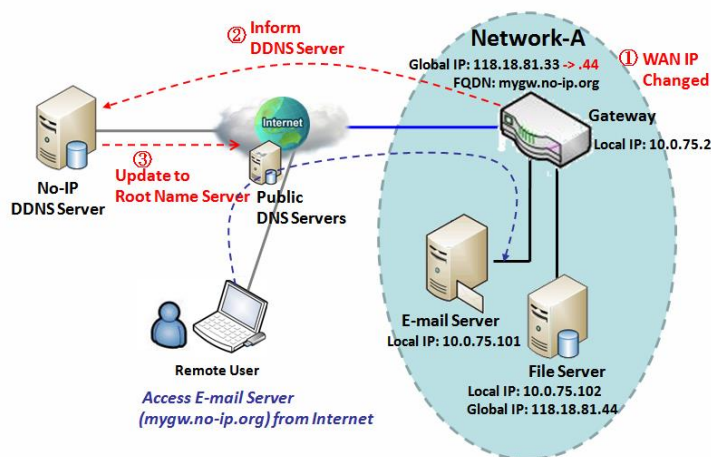 Network-A
② Inform
DDNS Server
Global IP: 118.18.81.33 -> .44
FQDN: mygw.no-ip.org
① WAN IP
Changed
Gateway
Local IP: 10.0.75.2
Internet
③
Update to
Root Name Server
No-IP
DDNS Server
Public
DNS Servers
E-mail Server
Local IP: 10.0.75.101
File Server
Local IP: 10.0.75.102
Global IP: 118.18.81.44
Remote User
Access E-mail Server
(mygw.no-ip.org) from Internet